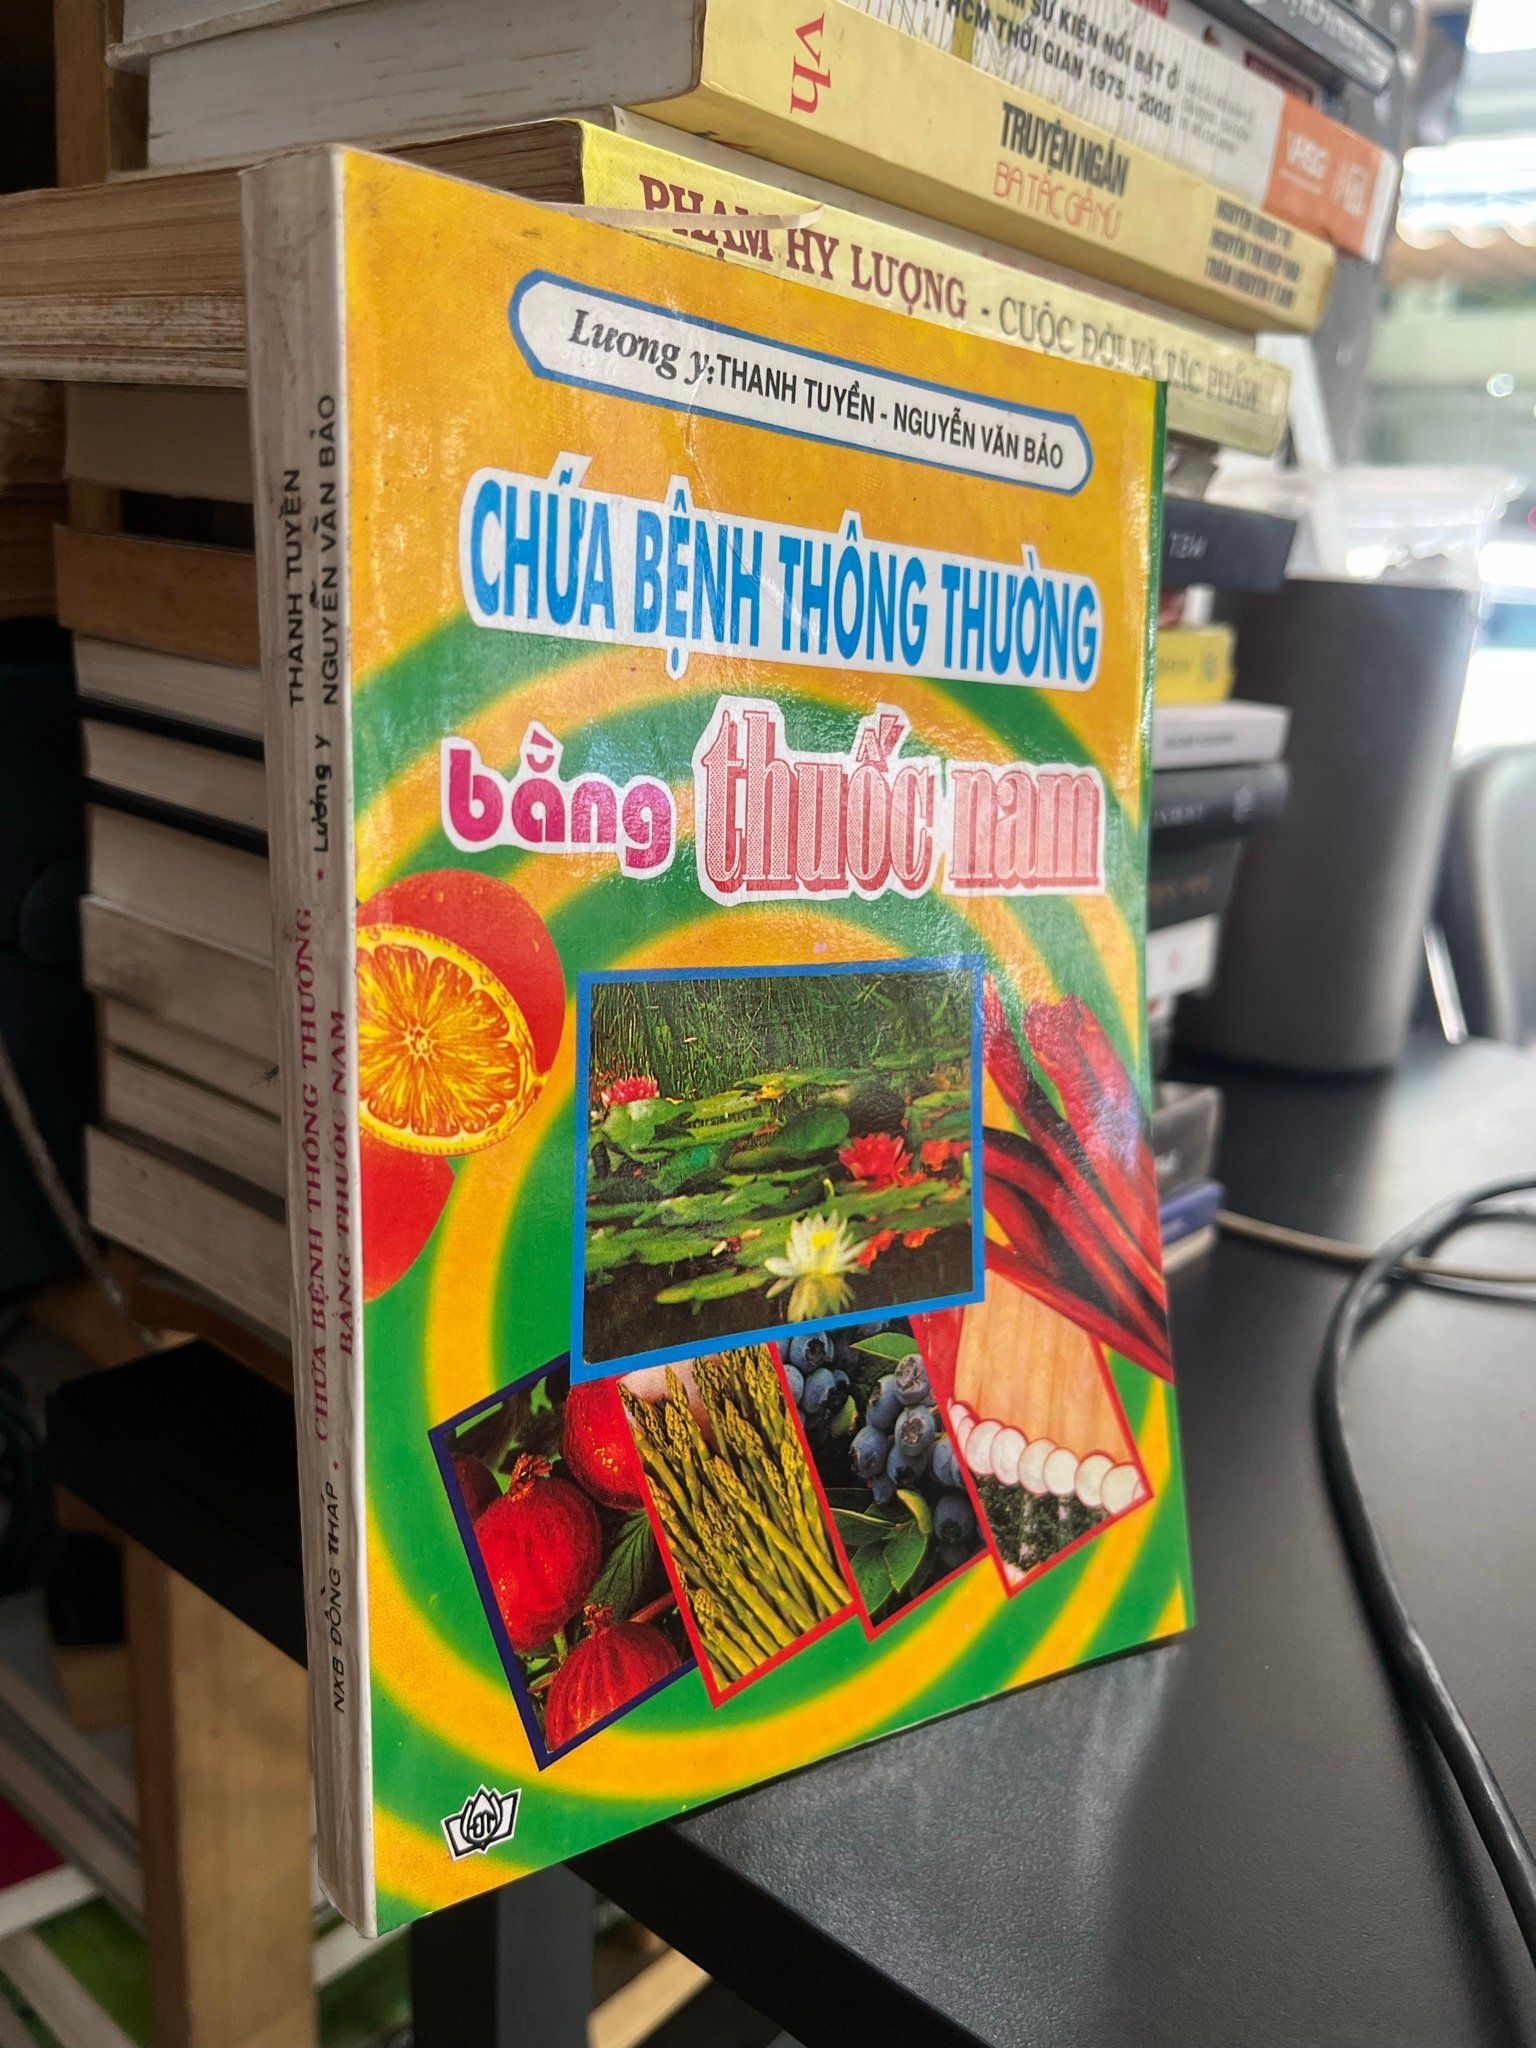 M SỰ KIỆN NỔI BẬT Ở
HCM THỜI GIAN 1975 - 2005
vh
TRUYỆN NGẮN
BA TÁC GIẢ NỮ
PHẠM HY LƯỢNG - CUỘC ĐỜI VÀ TÁC PHẨM
Lương y: THANH TUYỀN - NGUYỄN VĂN BẢO
CHỮA BỆNH THÔNG THƯỜNG
bằng thuốc nam
NXB ĐỒNG THÁP * CHỮA BỆNH THÔNG THƯỜNG BẰNG THUỐC NAM * Lương y THANH TUYỀN NGUYỄN VĂN BẢO